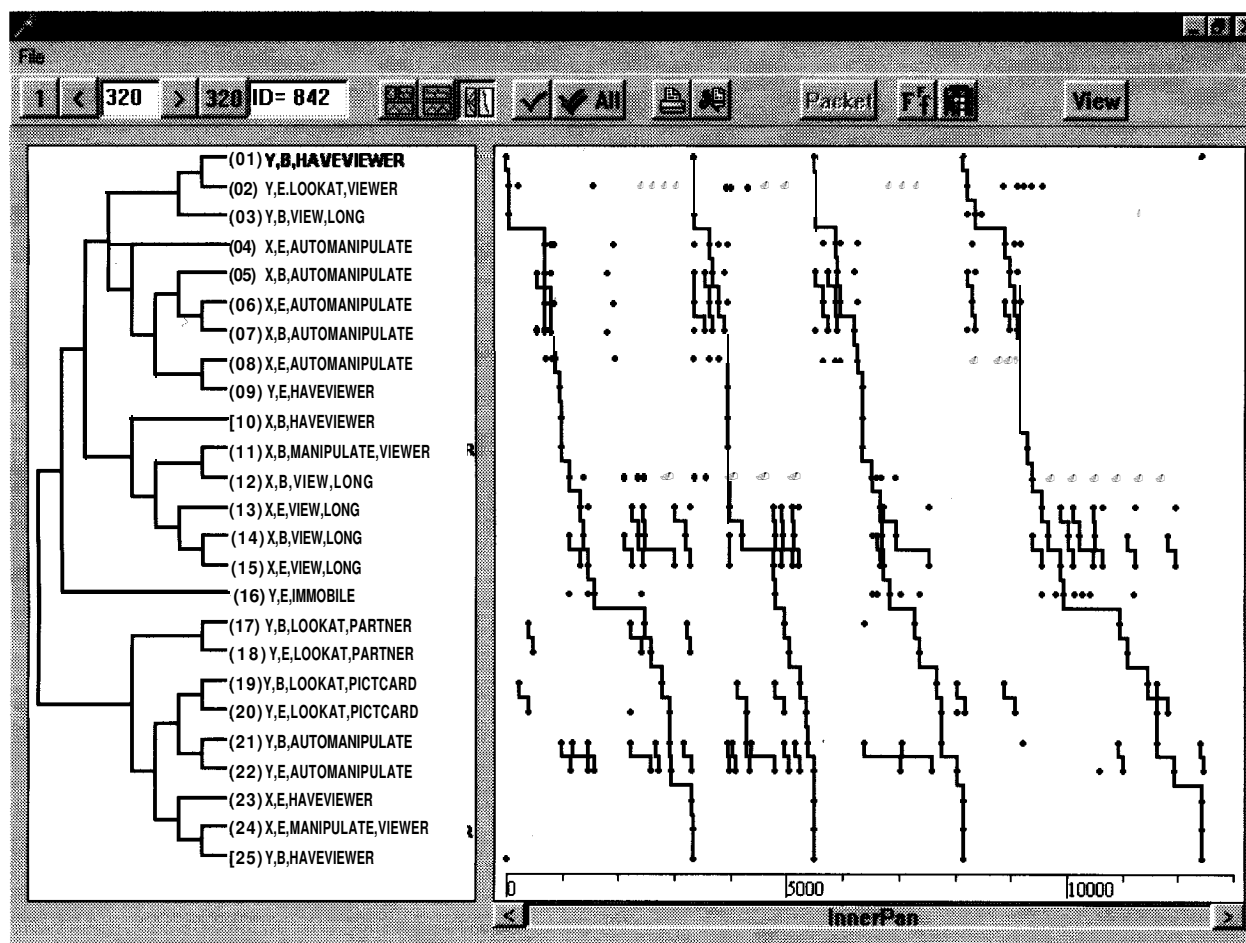 File
1 < 320 > 320 ID= 842 All Packet FFf View
(01) Y,B,HAVEVIEWER
(02) Y,E.LOOKAT,VIEWER
(03) Y,B,VIEW,LONG
(04) X,E,AUTOMANIPULATE
(05) X,B,AUTOMANIPULATE
(06) X,E,AUTOMANIPULATE
(07) X,B,AUTOMANIPULATE
(08) X,E,AUTOMANIPULATE
(09) Y,E,HAVEVIEWER
[10) X,B,HAVEVIEWER
(11) X,B,MANIPULATE,VIEWER
(12) X,B,VIEW,LONG
(13) X,E,VIEW,LONG
(14) X,B,VIEW,LONG
(15) X,E,VIEW,LONG
(16) Y,E,IMMOBILE
(17) Y,B,LOOKAT,PARTNER
(18) Y,E,LOOKAT,PARTNER
(19) Y,B,LOOKAT,PICTCARD
(20) Y,E,LOOKAT,PICTCARD
(21) Y,B,AUTOMANIPULATE
(22) Y,E,AUTOMANIPULATE
(23) X,E,HAVEVIEWER
(24) X,E,MANIPULATE,VIEWER
[25) Y,B,HAVEVIEWER
0 5000 10000
< InnerPan >